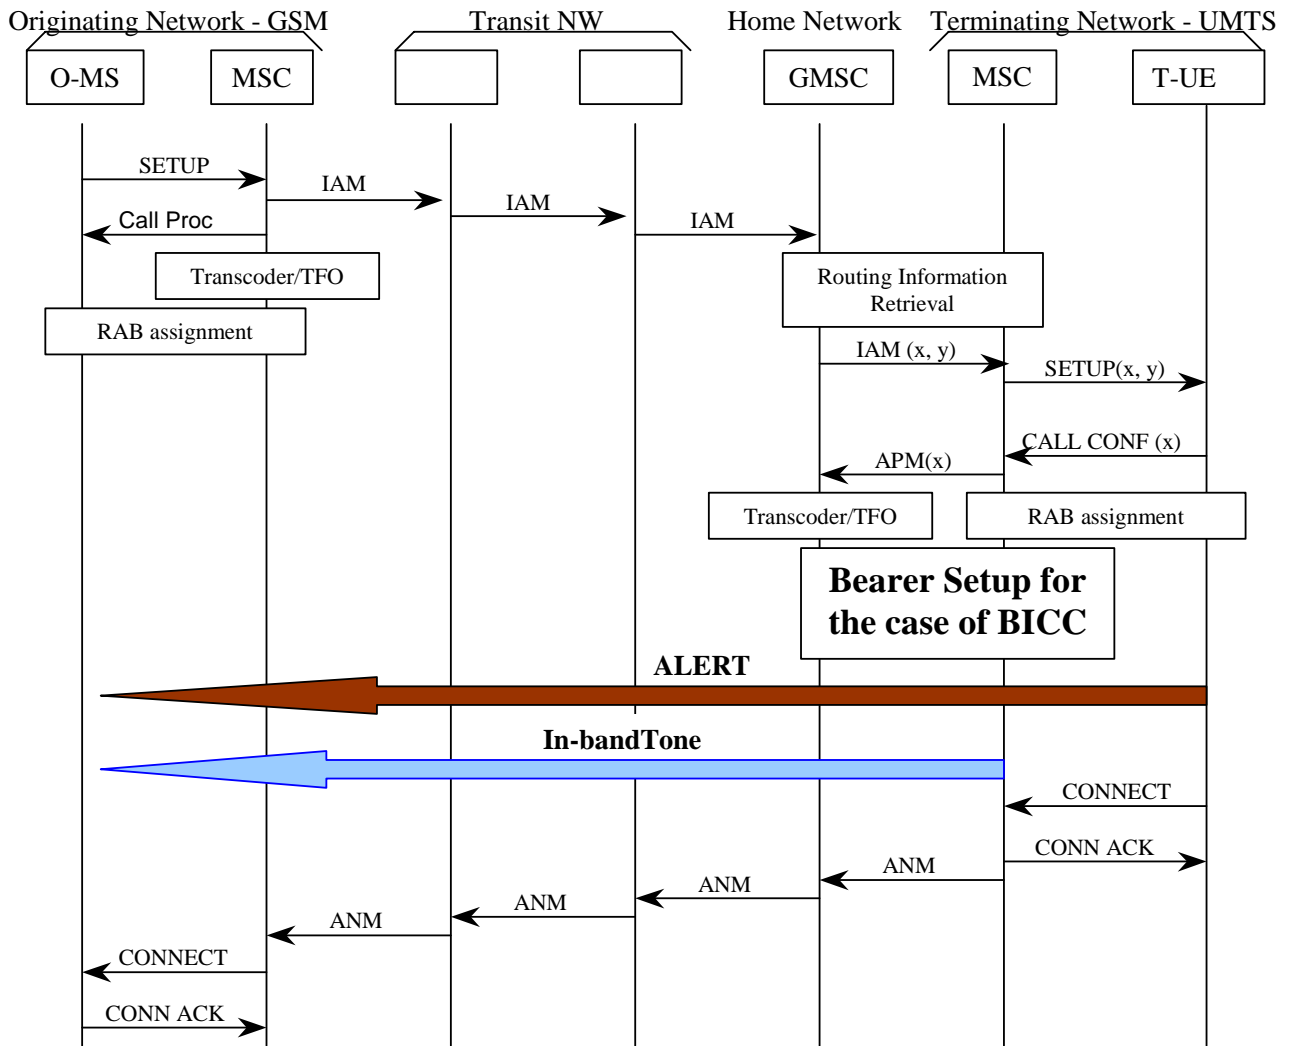 Originating Network - GSM
Transit NW
Home Network
Terminating Network - UMTS
O-MS
MSC
GMSC
MSC
T-UE
SETUP
IAM
IAM
Call Proc
IAM
Transcoder/TFO
Routing Information
Retrieval
RAB assignment
IAM (x, y)
SETUP(x, y)
CALL CONF (x)
APM(x)
Transcoder/TFO
RAB assignment
Bearer Setup for
the case of BICC
ALERT
In-bandTone
CONNECT
CONN ACK
ANM
ANM
ANM
ANM
CONNECT
CONN ACK